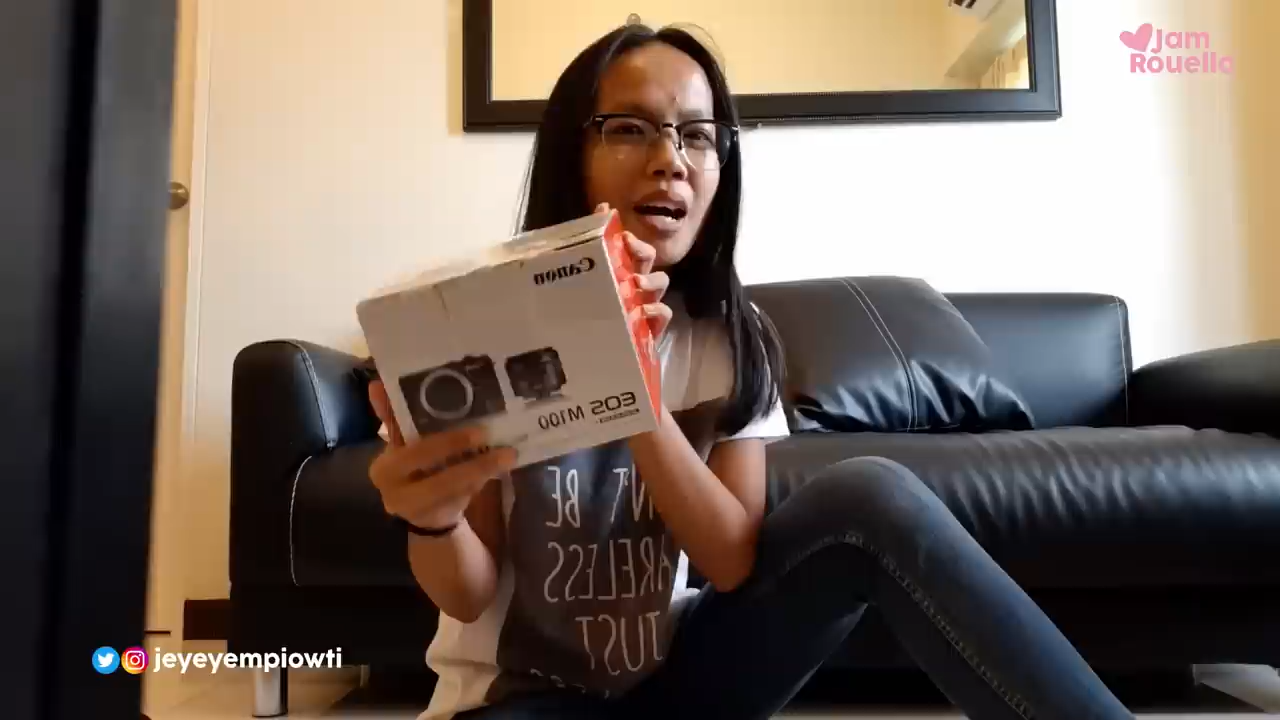 Jam
Rouella
Canon
EOS M100
N'T BE
ARELESS
JUST
jeyeyempiowti